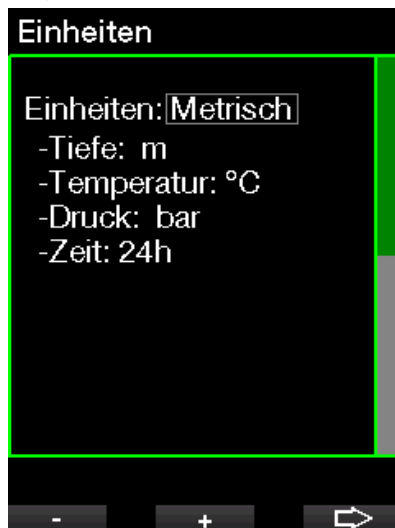 Einheiten
Einheiten: Metrisch
-Tiefe: m
-Temperatur: °C
-Druck: bar
-Zeit: 24h
- + ⇨